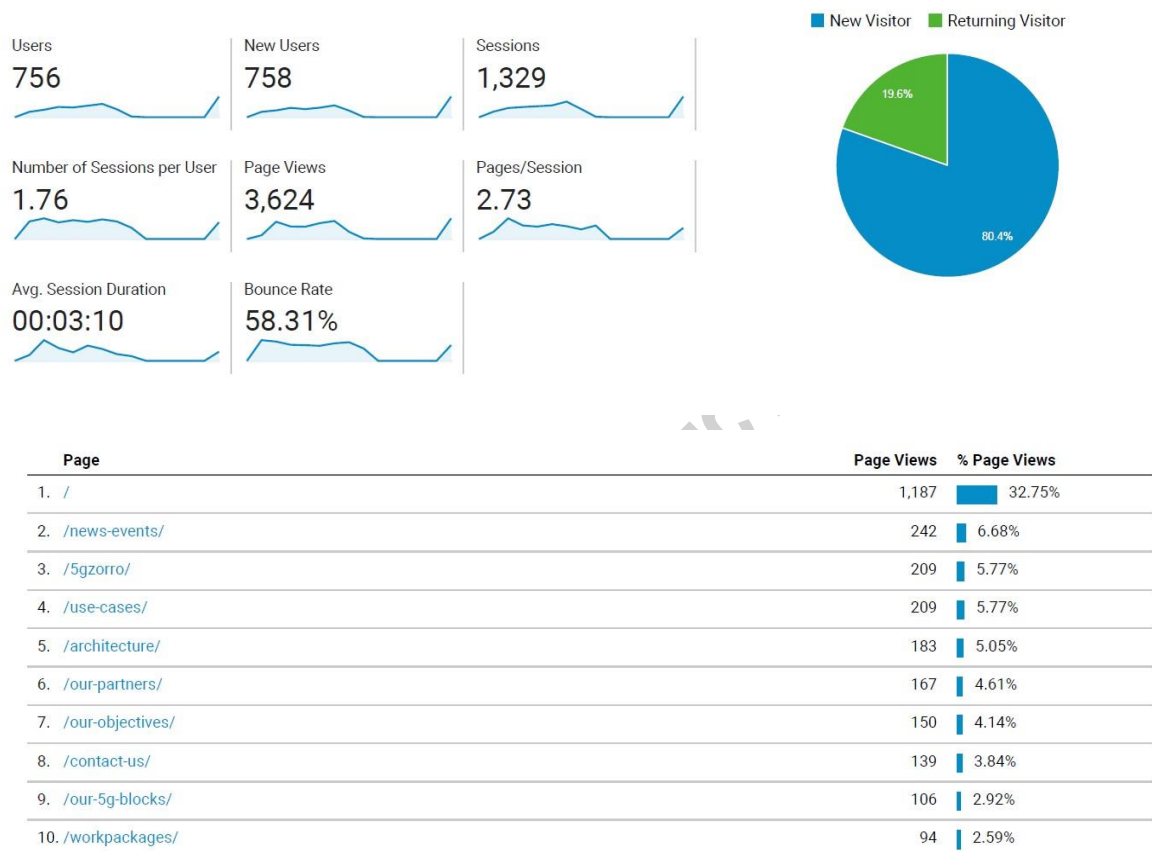 New Visitor Returning Visitor
Users New Users Sessions
756 758 1,329
Number of Sessions per User Page Views Pages/Session
1.76 3,624 2.73
Avg. Session Duration Bounce Rate
00:03:10 58.31%
19.6%
80.4%
Page Page Views % Page Views
1. / 1,187 32.75%
2. /news-events/ 242 6.68%
3. /5gzorro/ 209 5.77%
4. /use-cases/ 209 5.77%
5. /architecture/ 183 5.05%
6. /our-partners/ 167 4.61%
7. /our-objectives/ 150 4.14%
8. /contact-us/ 139 3.84%
9. /our-5g-blocks/ 106 2.92%
10. /workpackages/ 94 2.59%